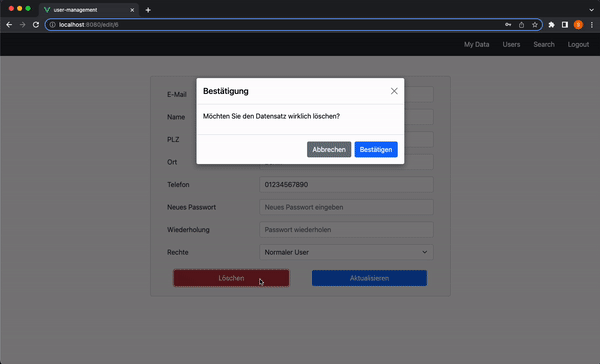 user-management
localhost:8080/edit/6
My Data Users Search Logout
Bestätigung
Möchten Sie den Datensatz wirklich löschen?
Abbrechen Bestätigen
E-Mail
Name
PLZ
Ort
Telefon 01234567890
Neues Passwort Neues Passwort eingeben
Wiederholung Passwort wiederholen
Rechte Normaler User
Löschen Aktualisieren